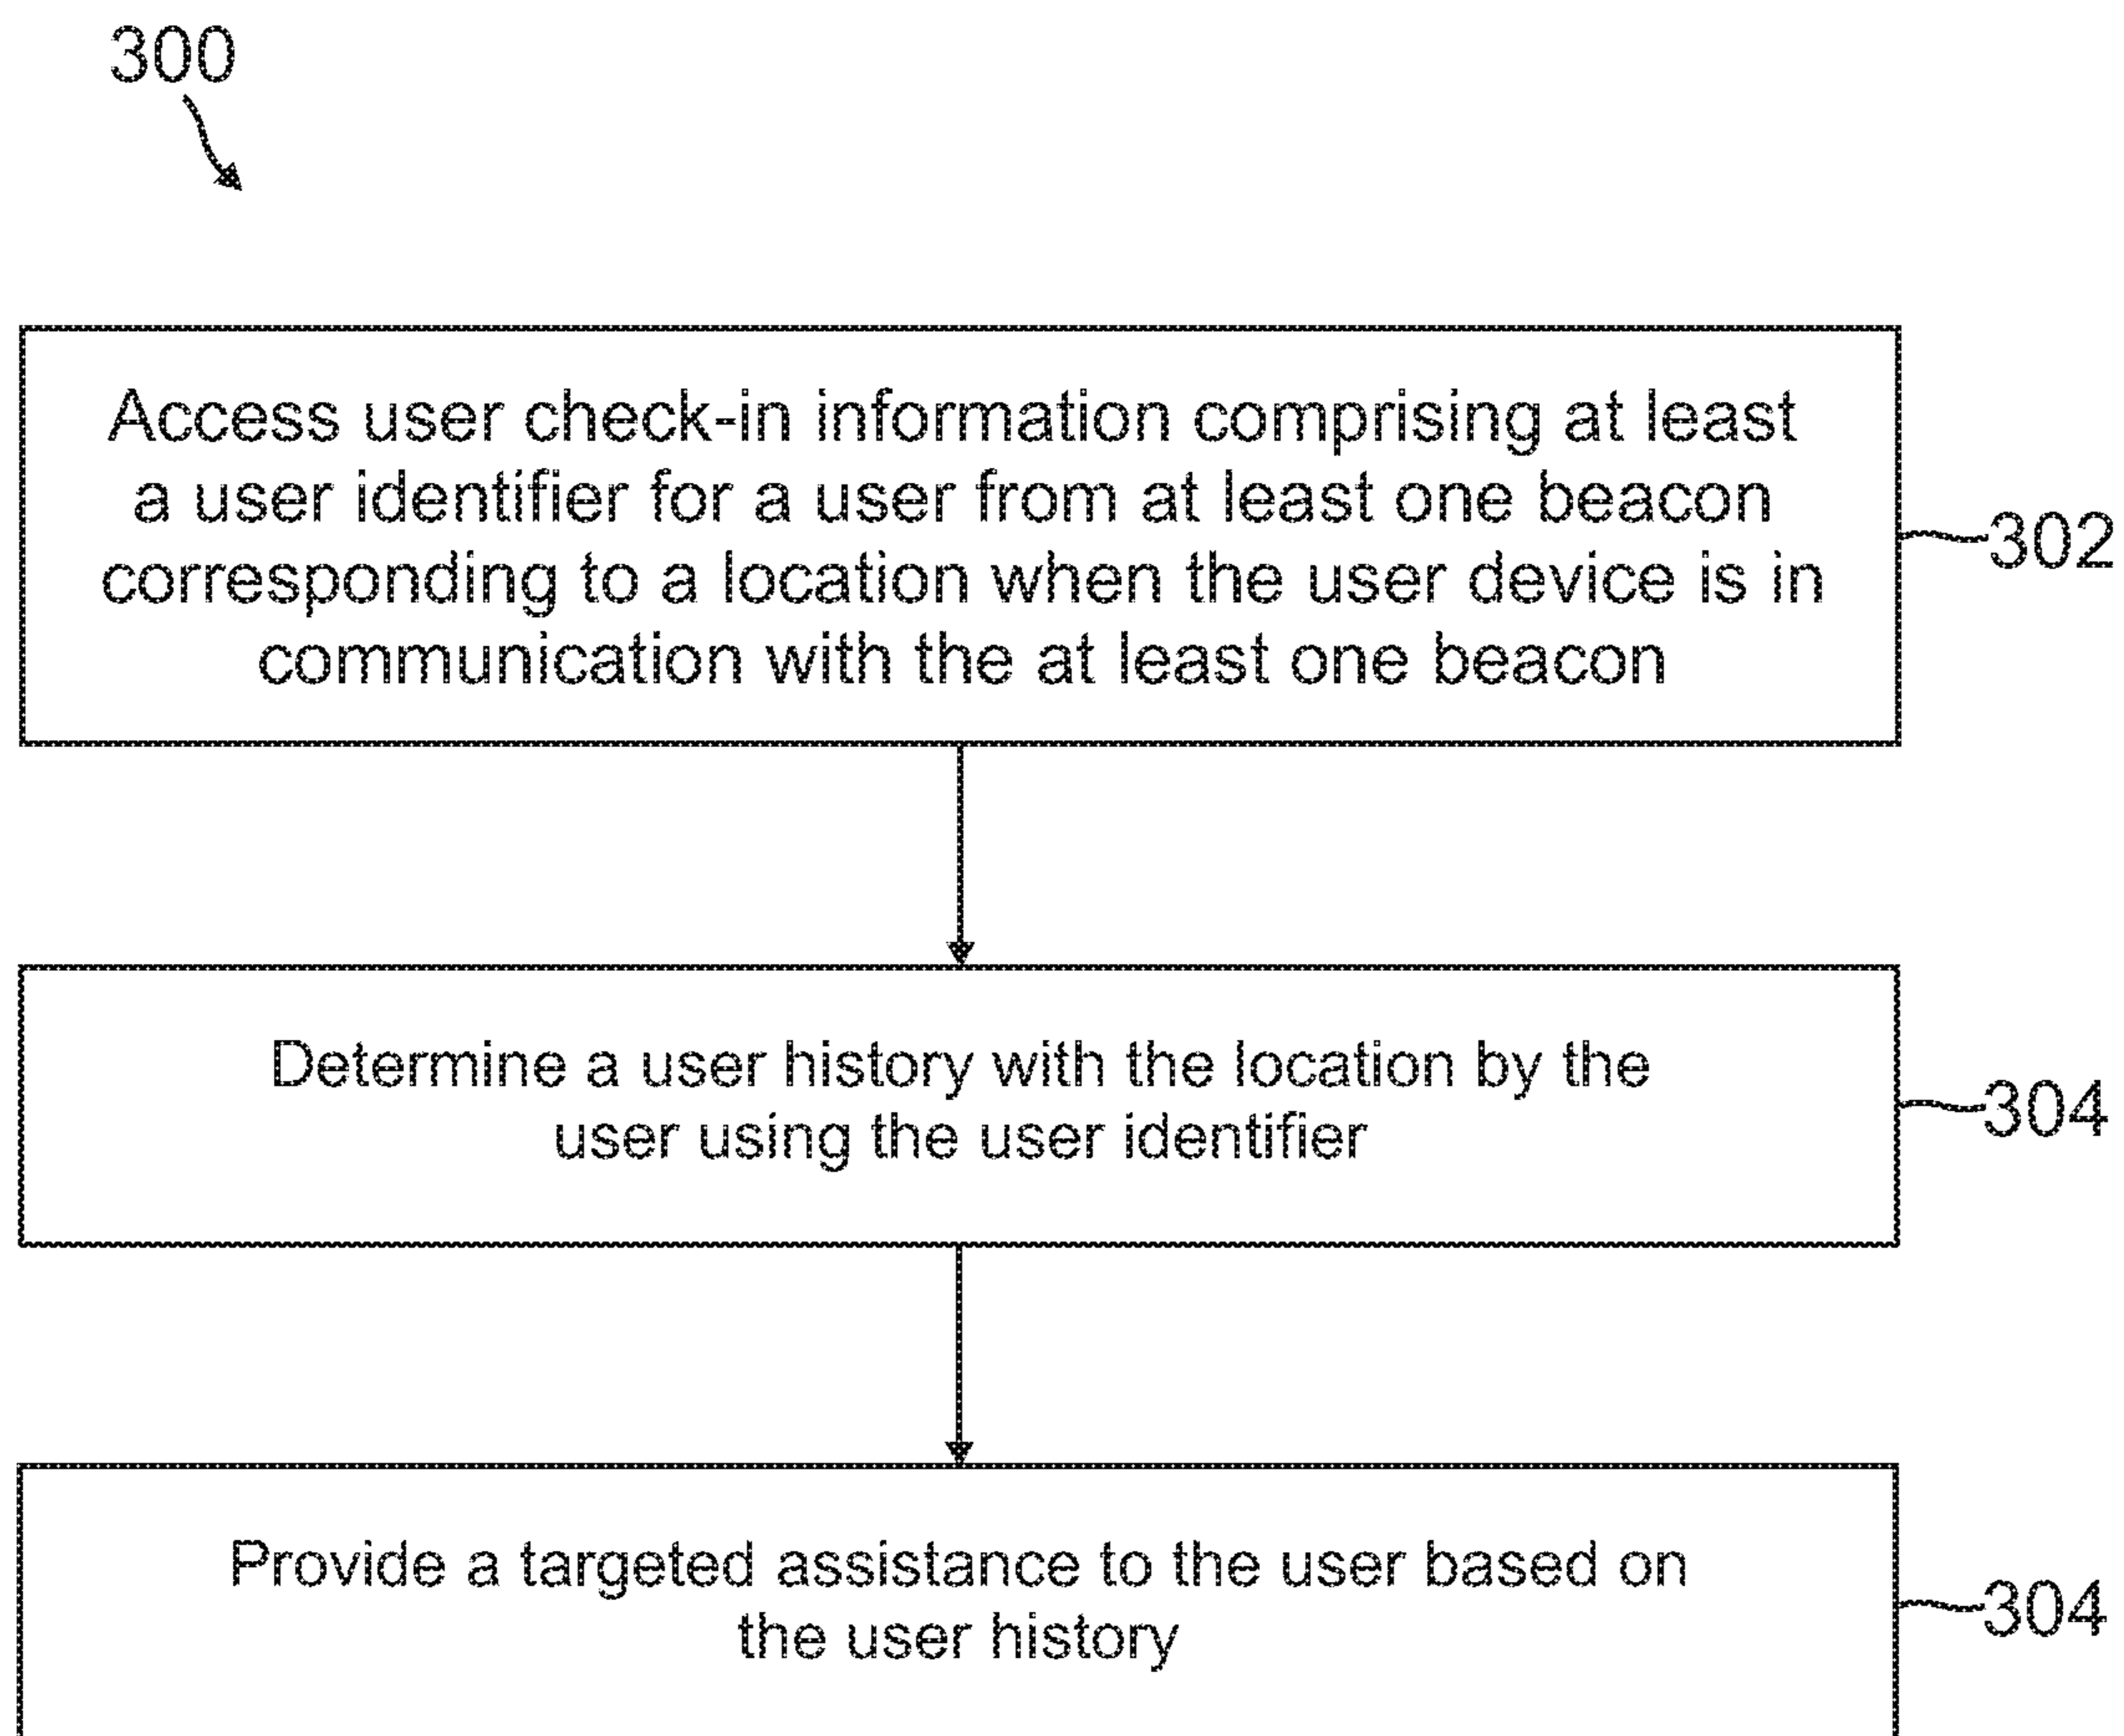 300
Access user check-in information comprising at least
a user identifier for a user from at least one beacon
corresponding to a location when the user device is in
communication with the at least one beacon
302
Determine a user history with the location by the
user using the user identifier
304
Provide a targeted assistance to the user based on
the user history
304